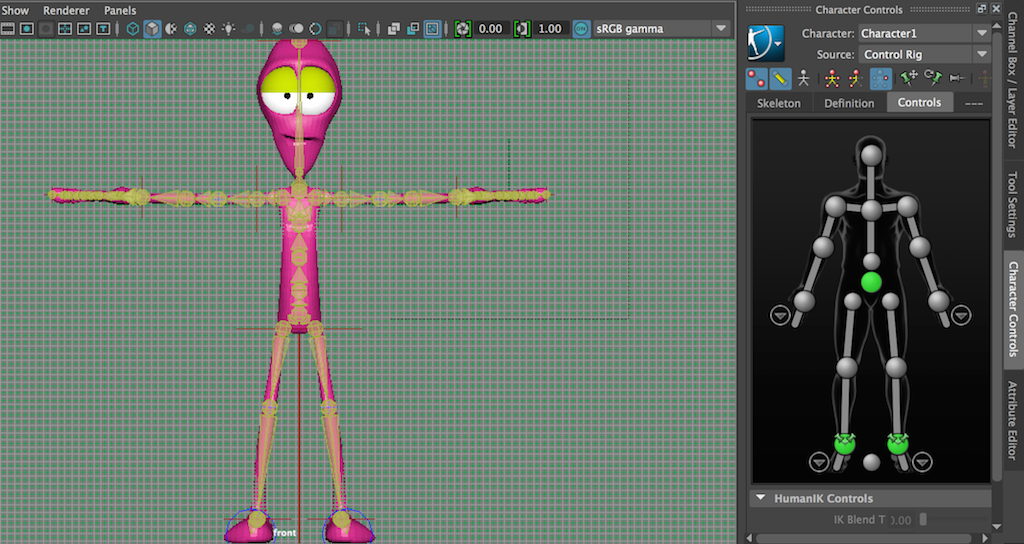 Show Renderer Panels
Character Controls
0.00 1.00 ON sRGB gamma
Character: Character1
Source: Control Rig
Skeleton Definition Controls
front
HumanIK Controls
IK Blend T 0.00
Channel Box / Layer Editor
Tool Settings
Character Controls
Attribute Editor